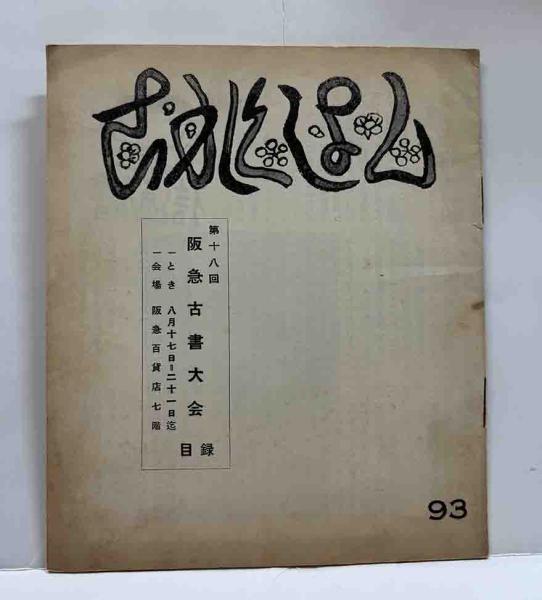 第十八回
阪急古書大会 目録
一とき 八月十七日=二十一日迄
一会場 阪急百貨店七階
93